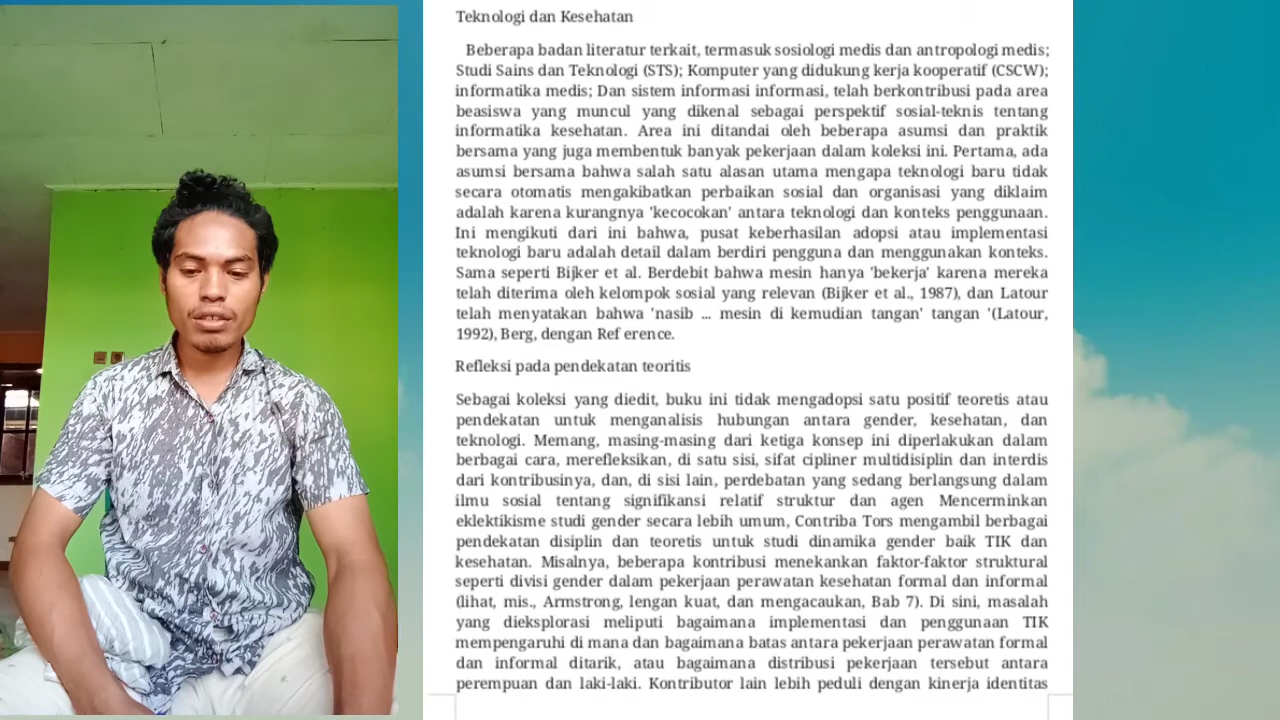 Teknologi dan Kesehatan
Beberapa badan literatur terkait, termasuk sosiologi medis dan antropologi medis;
Studi Sains dan Teknologi (STS); Komputer yang didukung kerja kooperatif (CSCW);
informatika medis; Dan sistem informasi informasi, telah berkontribusi pada area
beasiswa yang muncul yang dikenal sebagai perspektif sosial-teknis tentang
informatika kesehatan. Area ini ditandai oleh beberapa asumsi dan praktik
bersama yang juga membentuk banyak pekerjaan dalam koleksi ini. Pertama, ada
asumsi bersama bahwa salah satu alasan utama mengapa teknologi baru tidak
secara otomatis mengakibatkan perbaikan sosial dan organisasi yang diklaim
adalah karena kurangnya 'kecocokan' antara teknologi dan konteks penggunaan.
Ini mengikuti dari ini bahwa, pusat keberhasilan adopsi atau implementasi
teknologi baru adalah detail dalam berdiri pengguna dan menggunakan konteks.
Sama seperti Bijker et al. Berdebit bahwa mesin hanya 'bekerja' karena mereka
telah diterima oleh kelompok sosial yang relevan (Bijker et al., 1987), dan Latour
telah menyatakan bahwa 'nasib ... mesin di kemudian tangan' tangan '(Latour,
1992), Berg, dengan Ref erence.
Refleksi pada pendekatan teoritis
Sebagai koleksi yang diedit, buku ini tidak mengadopsi satu positif teoretis atau
pendekatan untuk menganalisis hubungan antara gender, kesehatan, dan
teknologi. Memang, masing-masing dari ketiga konsep ini diperlakukan dalam
berbagai cara, merefleksikan, di satu sisi, sifat cipliner multidisiplin dan interdis
dari kontribusinya, dan, di sisi lain, perdebatan yang sedang berlangsung dalam
ilmu sosial tentang signifikansi relatif struktur dan agen Mencerminkan
eklektikisme studi gender secara lebih umum, Contriba Tors mengambil berbagai
pendekatan disiplin dan teoretis untuk studi dinamika gender baik TIK dan
kesehatan. Misalnya, beberapa kontribusi menekankan faktor-faktor struktural
seperti divisi gender dalam pekerjaan perawatan kesehatan formal dan informal
(lihat, mis., Armstrong, lengan kuat, dan mengacaukan, Bab 7). Di sini, masalah
yang dieksplorasi meliputi bagaimana implementasi dan penggunaan TIK
mempengaruhi di mana dan bagaimana batas antara pekerjaan perawatan formal
dan informal ditarik, atau bagaimana distribusi pekerjaan tersebut antara
perempuan dan laki-laki. Kontributor lain lebih peduli dengan kinerja identitas